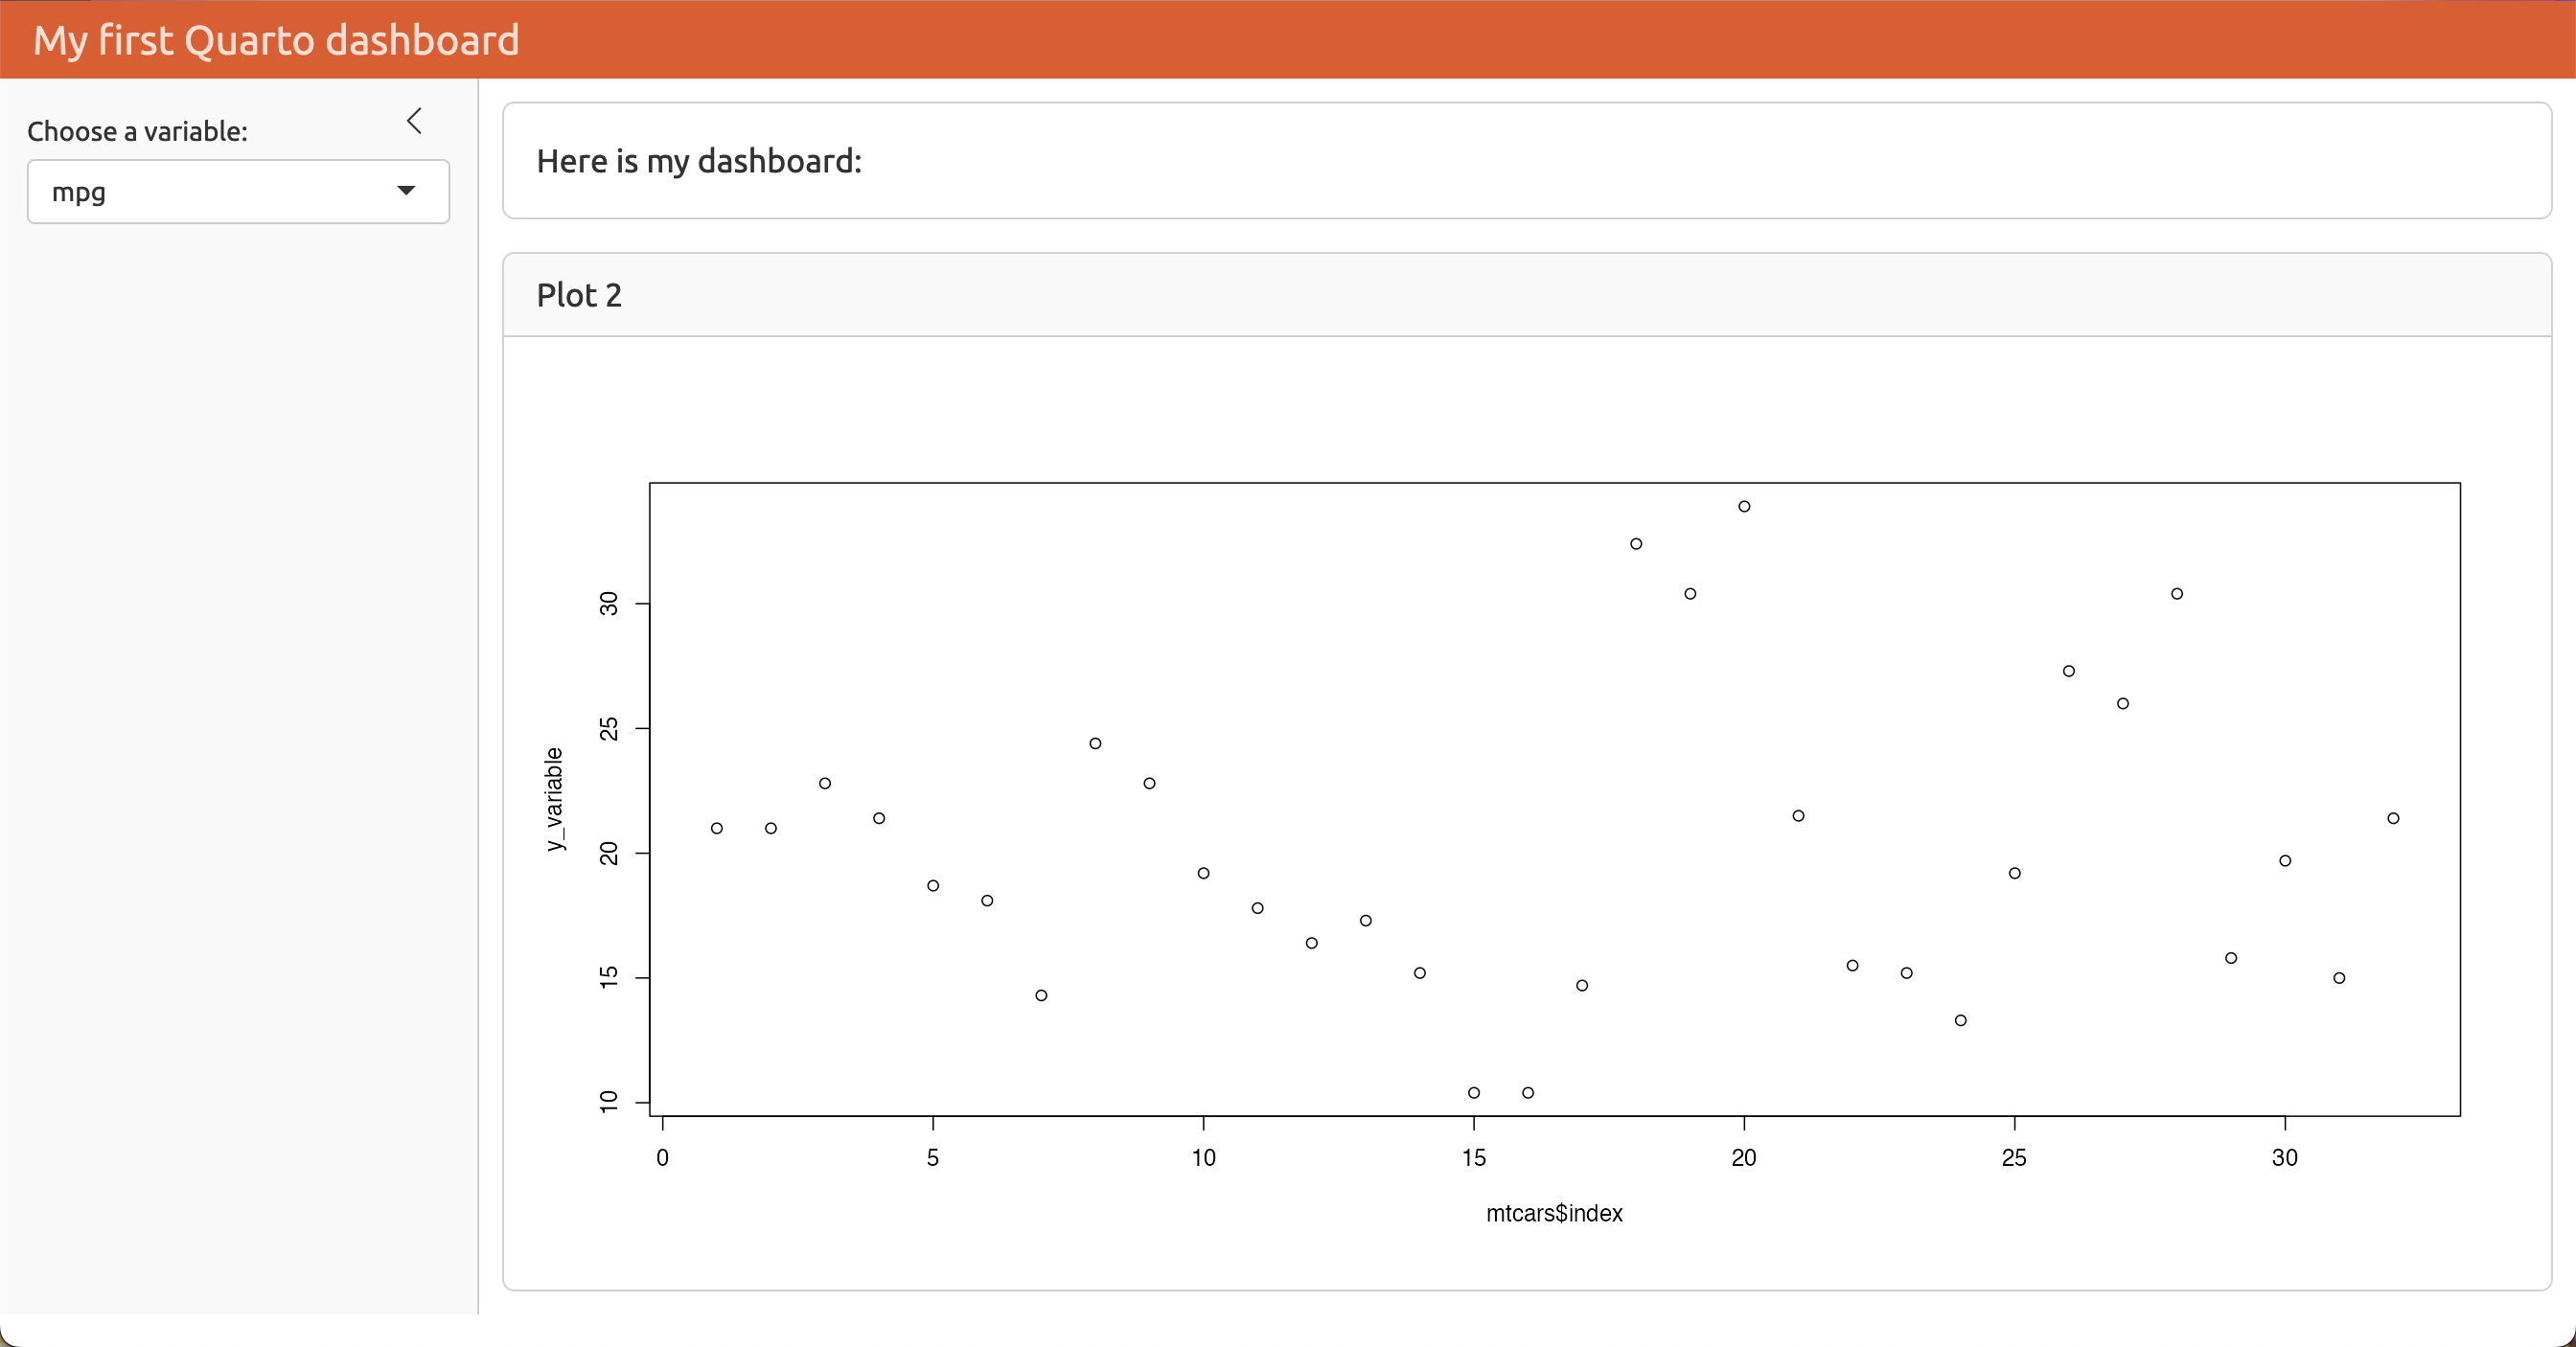 My first Quarto dashboard
Choose a variable:
mpg
Here is my dashboard:
Plot 2
30
25
20
15
10
y_variable
0 5 10 15 20 25 30
mtcars$index